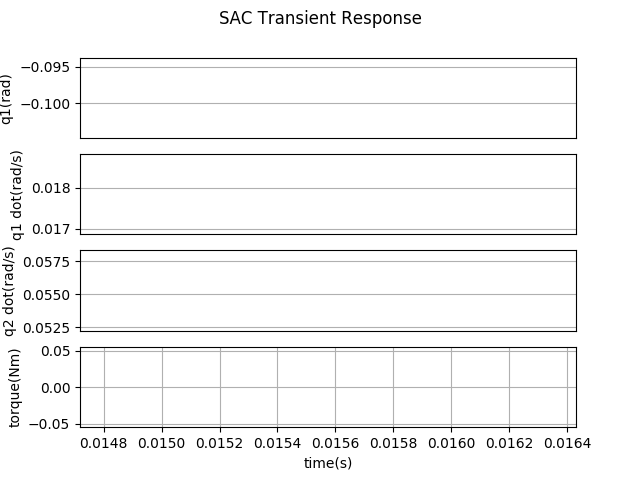 SAC Transient Response
q1(rad)
−0.095
−0.100
q1 dot(rad/s)
0.018
0.017
q2 dot(rad/s)
0.0575
0.0550
0.0525
torque(Nm)
0.05
0.00
−0.05
0.0148 0.0150 0.0152 0.0154 0.0156 0.0158 0.0160 0.0162 0.0164
time(s)